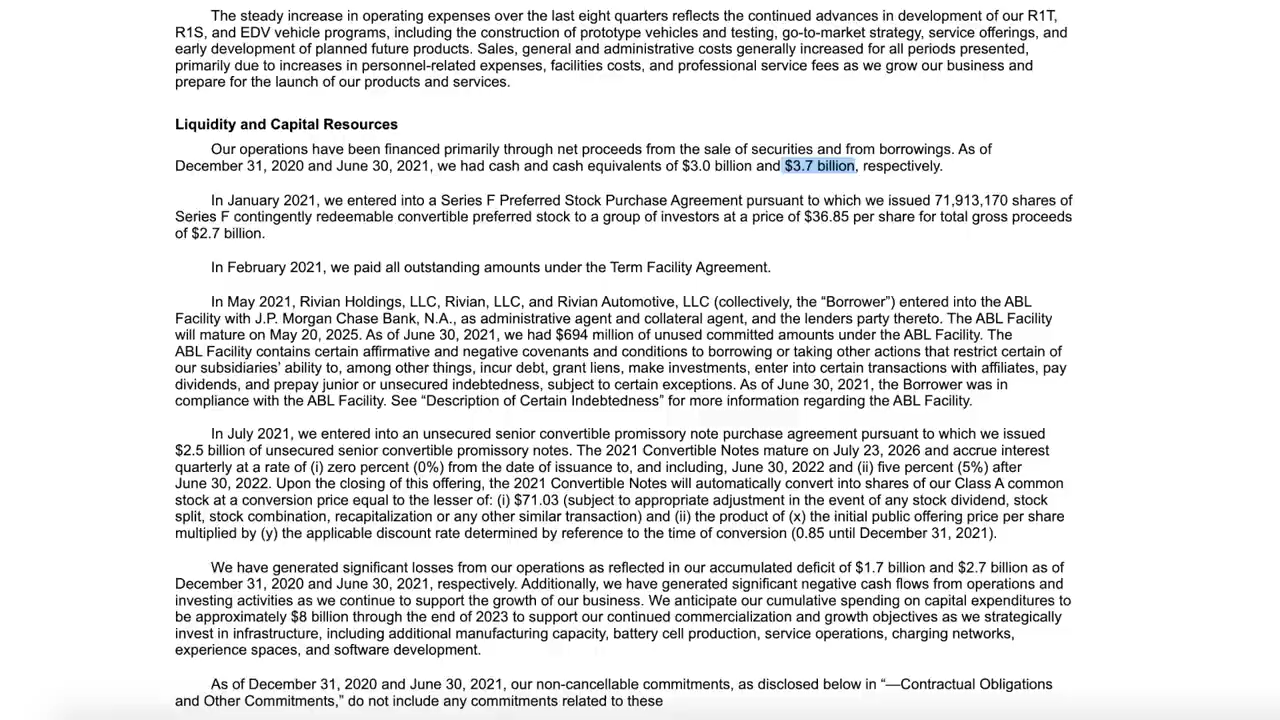 The steady increase in operating expenses over the last eight quarters reflects the continued advances in development of our R1T,
R1S, and EDV vehicle programs, including the construction of prototype vehicles and testing, go-to-market strategy, service offerings, and
early development of planned future products. Sales, general and administrative costs generally increased for all periods presented,
primarily due to increases in personnel-related expenses, facilities costs, and professional service fees as we grow our business and
prepare for the launch of our products and services.
Liquidity and Capital Resources
Our operations have been financed primarily through net proceeds from the sale of securities and from borrowings. As of
December 31, 2020 and June 30, 2021, we had cash and cash equivalents of $3.0 billion and $3.7 billion, respectively.
In January 2021, we entered into a Series F Preferred Stock Purchase Agreement pursuant to which we issued 71,913,170 shares of
Series F contingently redeemable convertible preferred stock to a group of investors at a price of $36.85 per share for total gross proceeds
of $2.7 billion.
In February 2021, we paid all outstanding amounts under the Term Facility Agreement.
In May 2021, Rivian Holdings, LLC, Rivian, LLC, and Rivian Automotive, LLC (collectively, the “Borrower”) entered into the ABL
Facility with J.P. Morgan Chase Bank, N.A., as administrative agent and collateral agent, and the lenders party thereto. The ABL Facility
will mature on May 20, 2025. As of June 30, 2021, we had $694 million of unused committed amounts under the ABL Facility. The
ABL Facility contains certain affirmative and negative covenants and conditions to borrowing or taking other actions that restrict certain of
our subsidiaries’ ability to, among other things, incur debt, grant liens, make investments, enter into certain transactions with affiliates, pay
dividends, and prepay junior or unsecured indebtedness, subject to certain exceptions. As of June 30, 2021, the Borrower was in
compliance with the ABL Facility. See “Description of Certain Indebtedness” for more information regarding the ABL Facility.
In July 2021, we entered into an unsecured senior convertible promissory note purchase agreement pursuant to which we issued
$2.5 billion of unsecured senior convertible promissory notes. The 2021 Convertible Notes mature on July 23, 2026 and accrue interest
quarterly at a rate of (i) zero percent (0%) from the date of issuance to, and including, June 30, 2022 and (ii) five percent (5%) after
June 30, 2022. Upon the closing of this offering, the 2021 Convertible Notes will automatically convert into shares of our Class A common
stock at a conversion price equal to the lesser of: (i) $71.03 (subject to appropriate adjustment in the event of any stock dividend, stock
split, stock combination, recapitalization or any other similar transaction) and (ii) the product of (x) the initial public offering price per share
multiplied by (y) the applicable discount rate determined by reference to the time of conversion (0.85 until December 31, 2021).
We have generated significant losses from our operations as reflected in our accumulated deficit of $1.7 billion and $2.7 billion as of
December 31, 2020 and June 30, 2021, respectively. Additionally, we have generated significant negative cash flows from operations and
investing activities as we continue to support the growth of our business. We anticipate our cumulative spending on capital expenditures to
be approximately $8 billion through the end of 2023 to support our continued commercialization and growth objectives as we strategically
invest in infrastructure, including additional manufacturing capacity, battery cell production, service operations, charging networks,
experience spaces, and software development.
As of December 31, 2020 and June 30, 2021, our non-cancellable commitments, as disclosed below in “—Contractual Obligations
and Other Commitments,” do not include any commitments related to these